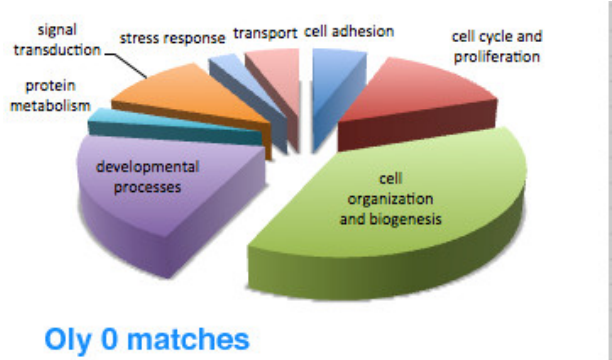 signal
transduction
stress response
transport
cell adhesion
cell cycle and
proliferation
protein
metabolism
developmental
processes
cell
organization
and biogenesis
Oly 0 matches